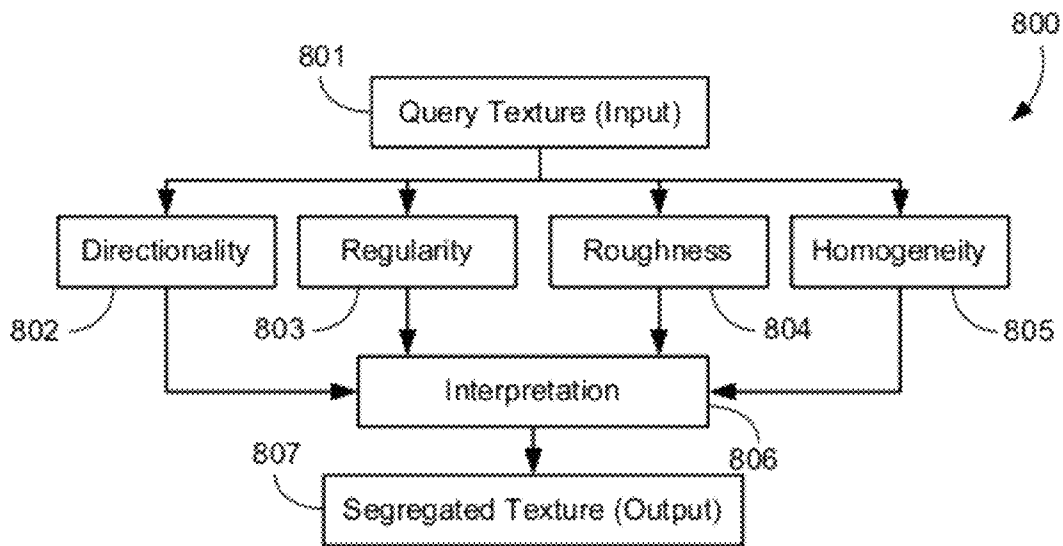 800
801
Query Texture (Input)
Directionality
Regularity
Roughness
Homogeneity
802
803
804
805
Interpretation
806
807
Segregated Texture (Output)